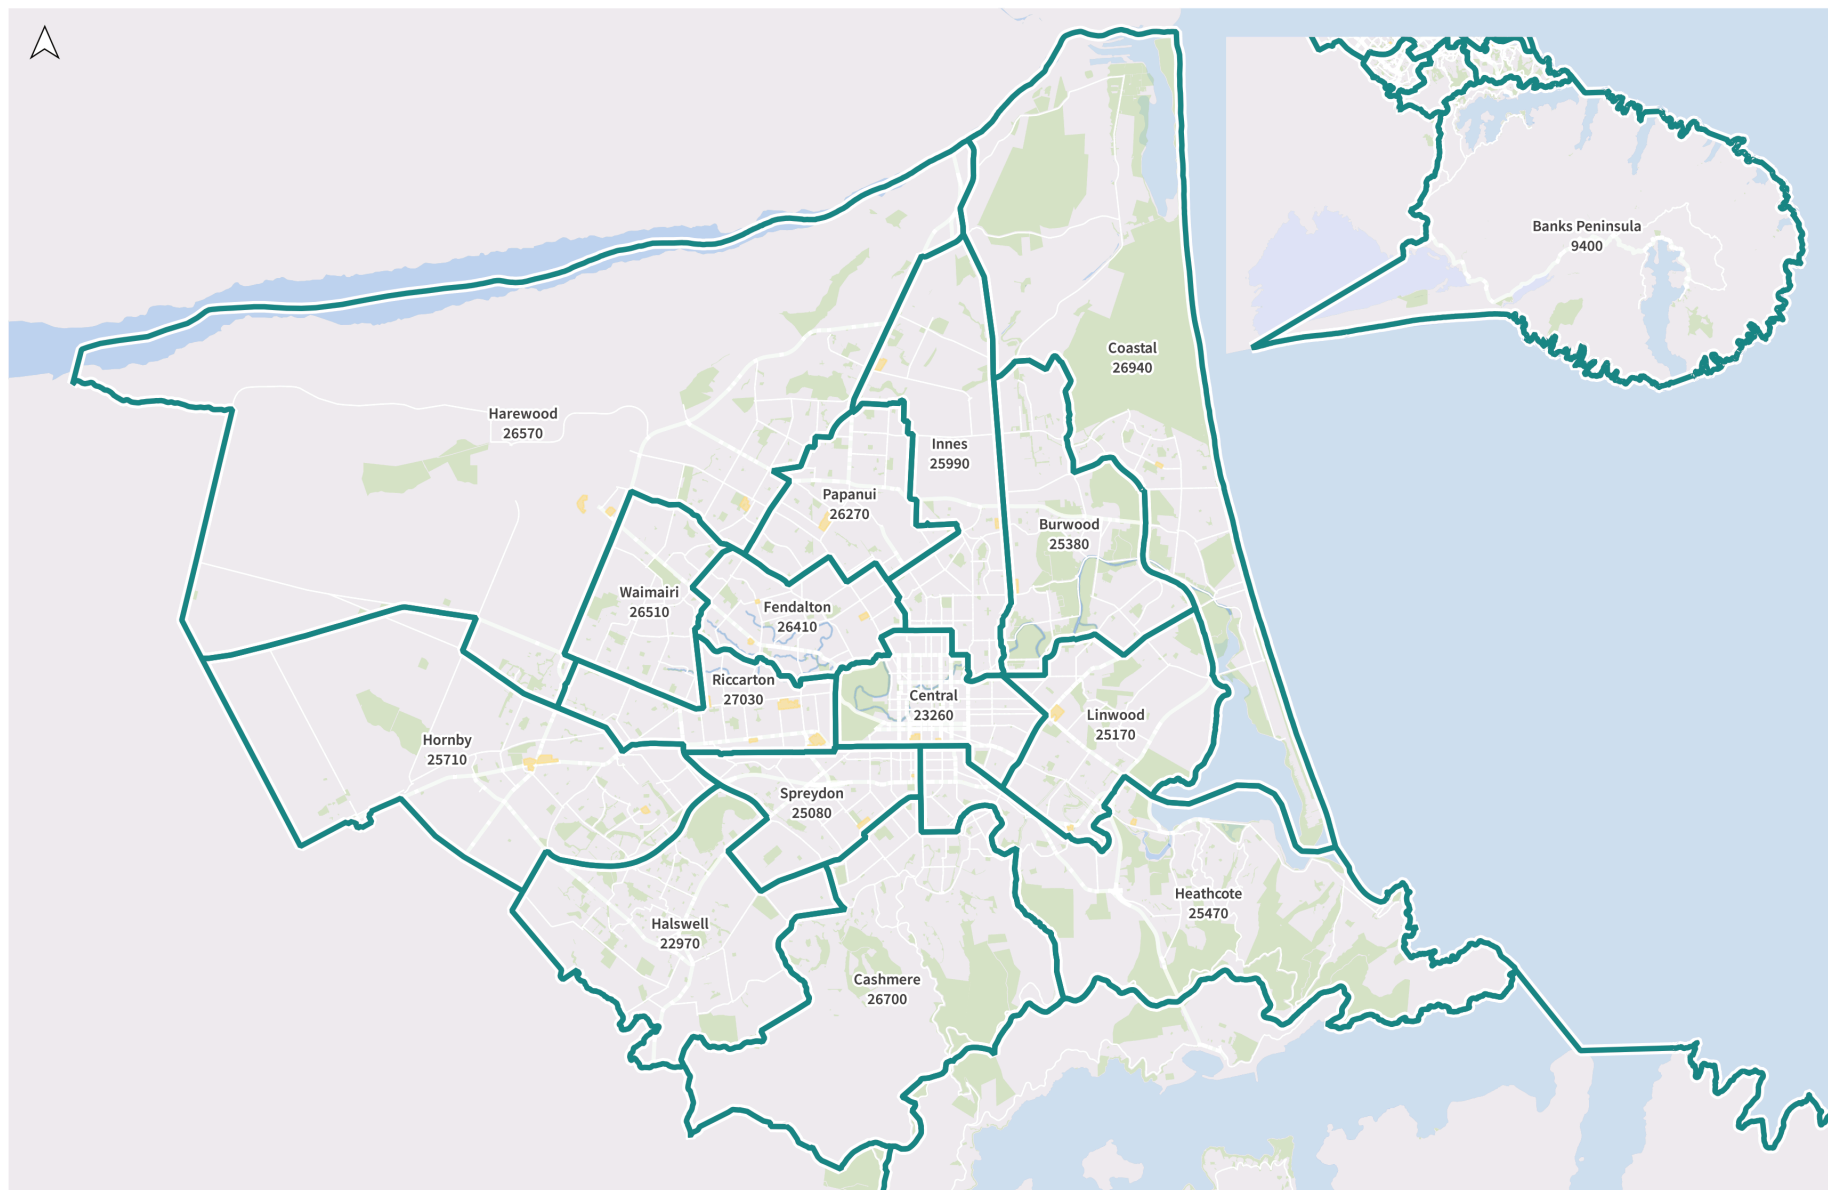 Banks Peninsula
9400
Coastal
26940
Harewood
26570
Innes
25990
Papanui
26270
Burwood
25380
Waimairi
26510
Fendalton
26410
Riccarton
27030
Central
23260
Linwood
25170
Hornby
25710
Spreydon
25080
Heathcote
25470
Halswell
22970
Cashmere
26700